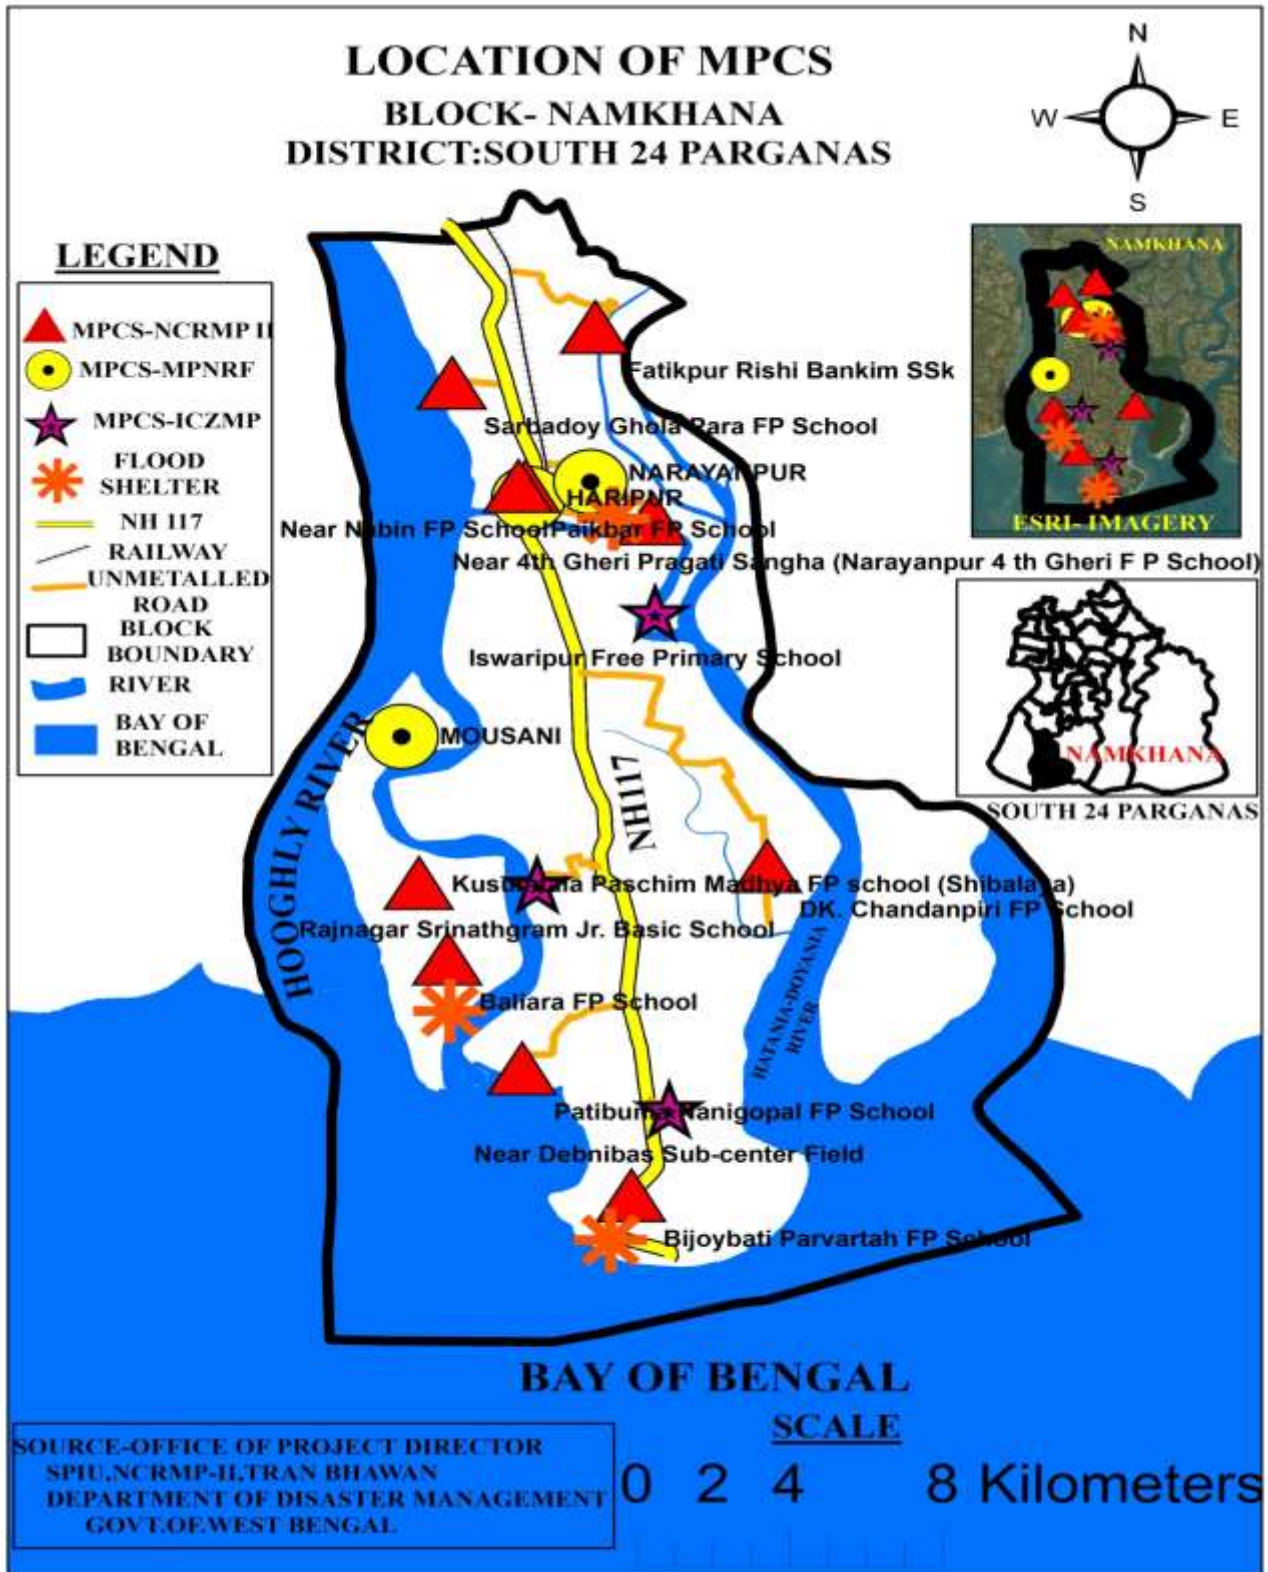 LOCATION OF MPCS
BLOCK- NAMKHANA
DISTRICT:SOUTH 24 PARGANAS
N
W
E
S
LEGEND
MPCS-NCRMP II
MPCS-MPNRF
MPCS-ICZMP
FLOOD
SHELTER
NH 117
RAILWAY
UNMETALLED
ROAD
BLOCK
BOUNDARY
RIVER
BAY OF
BENGAL
NAMKHANA
ESRI- IMAGERY
NAMKHANA
SOUTH 24 PARGANAS
Fatikpur Rishi Bankim SSk
Sarbadoy Ghola Para FP School
NARAYANPUR
HARIPNR
Near Nabin FP School
Paikbar FP School
Near 4th Gheri Pragati Sangha (Narayanpur 4 th Gheri F P School)
Iswaripur Free Primary School
MOUSANI
HOOGHLY RIVER
NH117
Paschim Madhya FP school (Shibalaya)
DK. Chandanpiri FP School
Rajnagar Srinathgram Jr. Basic School
Baliara FP School
HATANIA-DOYANIA
RIVER
Nanigopal FP School
Near Debnibas Sub-center Field
Bijoybati Parvartah FP School
BAY OF BENGAL
SCALE
0 2 4 8 Kilometers
SOURCE-OFFICE OF PROJECT DIRECTOR
SPIU,NCRMP-II,TRAN BHAWAN
DEPARTMENT OF DISASTER MANAGEMENT
GOVT.OF.WEST BENGAL